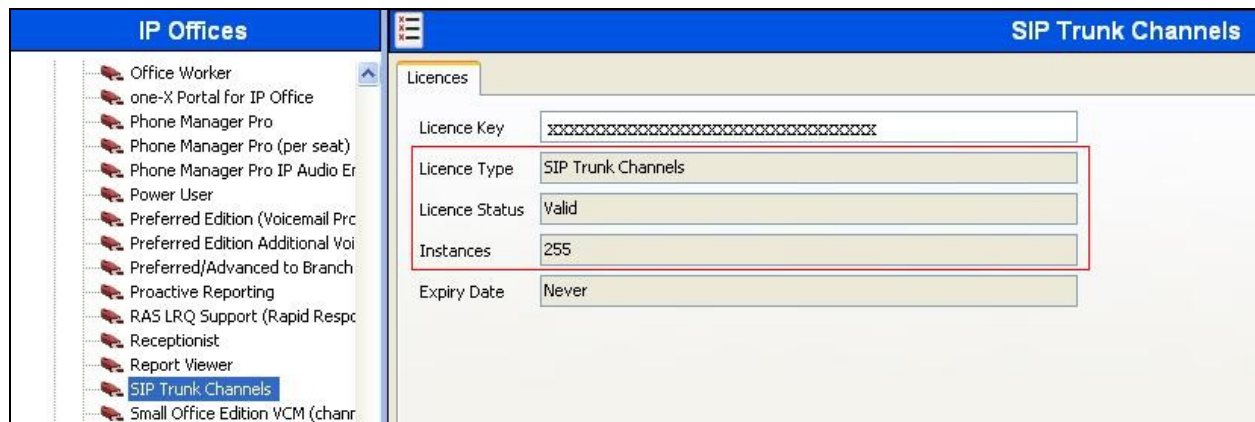 IP Offices
Office Worker
one-X Portal for IP Office
Phone Manager Pro
Phone Manager Pro (per seat)
Phone Manager Pro IP Audio Er
Power User
Preferred Edition (Voicemail Prc
Preferred Edition Additional Voi
Preferred/Advanced to Branch
Proactive Reporting
RAS LRQ Support (Rapid Respc
Receptionist
Report Viewer
SIP Trunk Channels
Small Office Edition VCM (chanr
SIP Trunk Channels
Licences
Licence Key xxxxxxxxxxxxxxxxxxxxxxxxxxxxxxxxxx
Licence Type SIP Trunk Channels
Licence Status Valid
Instances 255
Expiry Date Never